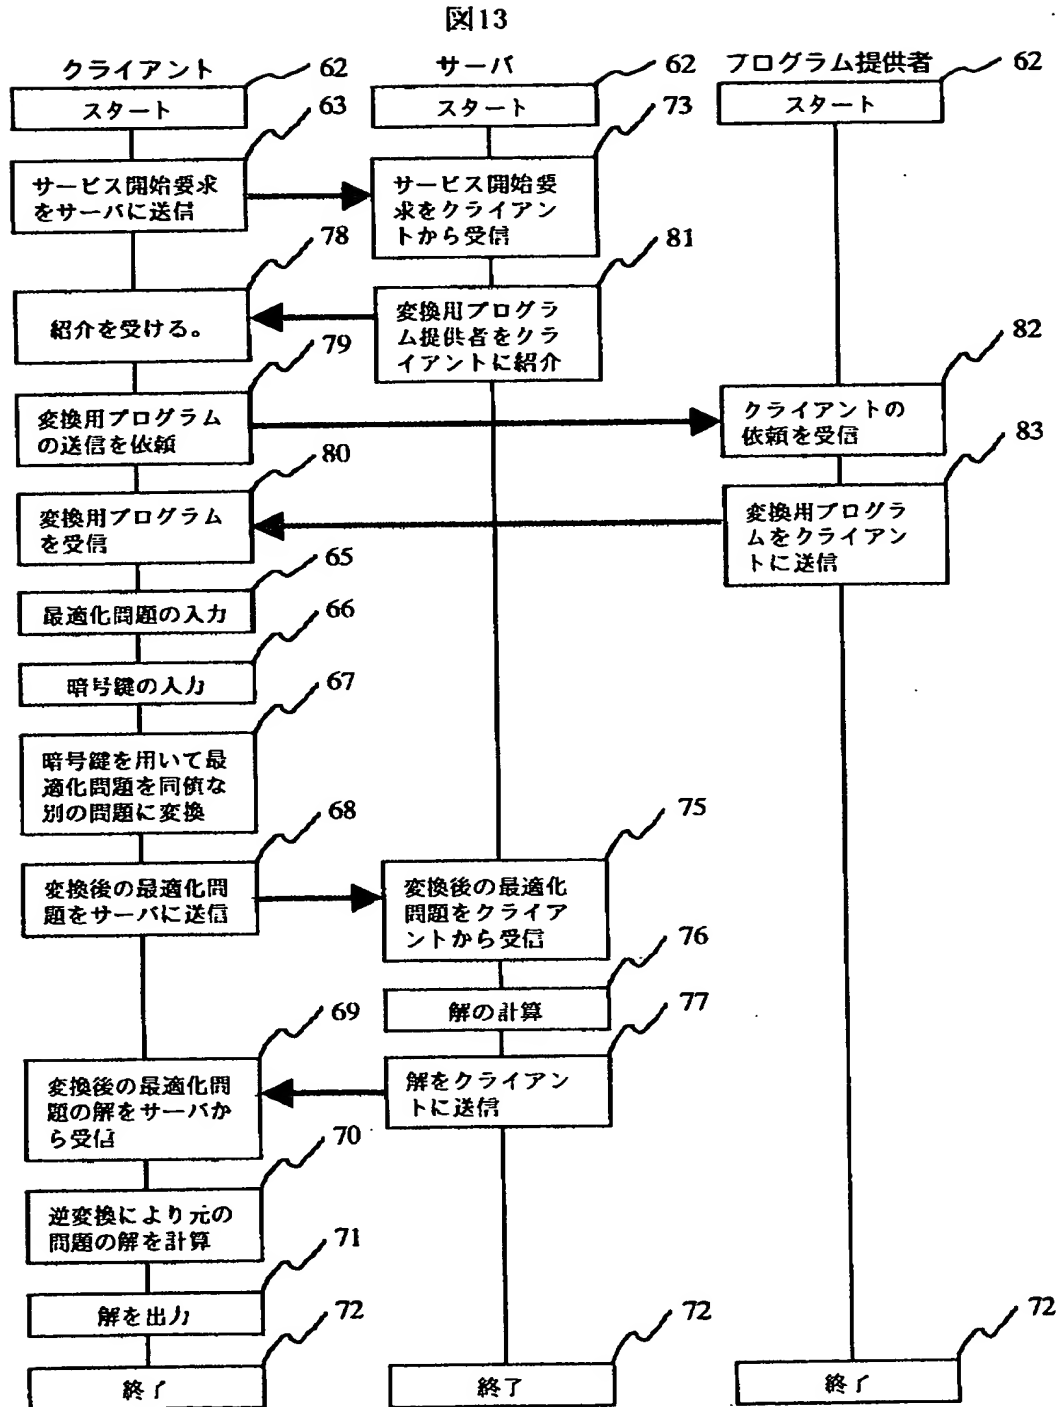 図13
クライアント
サーバ
プログラム提供者
62
62
62
スタート
スタート
スタート
63
73
サービス開始要求
をサーバに送信
サービス開始要
求をクライアン
トから受信
78
81
紹介を受ける。
変換用プログラ
ム提供者をクラ
イアントに紹介
79
82
変換用プログラム
の送信を依頼
クライアントの
依頼を受信
80
83
変換用プログラム
を受信
変換用プログラ
ムをクライアン
トに送信
65
最適化問題の入力
66
暗号鍵の入力
67
暗号鍵を用いて最
適化問題を同値な
別の問題に変換
68
75
変換後の最適化問
題をサーバに送信
変換後の最適化
問題をクライア
ントから受信
76
解の計算
69
77
変換後の最適化問
題の解をサーバか
ら受信
解をクライアン
トに送信
70
逆変換により元の
問題の解を計算
71
解を出力
72
72
72
終了
終了
終了